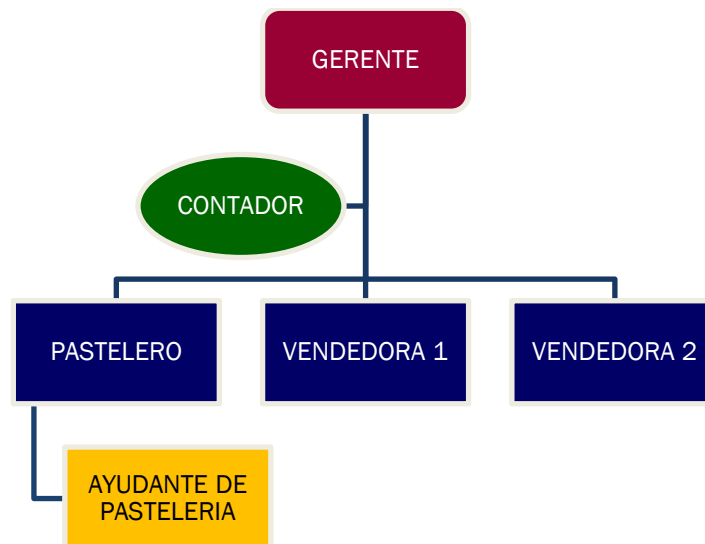 GERENTE
CONTADOR
PASTELERO
VENDEDORA 1
VENDEDORA 2
AYUDANTE DE
PASTELERIA